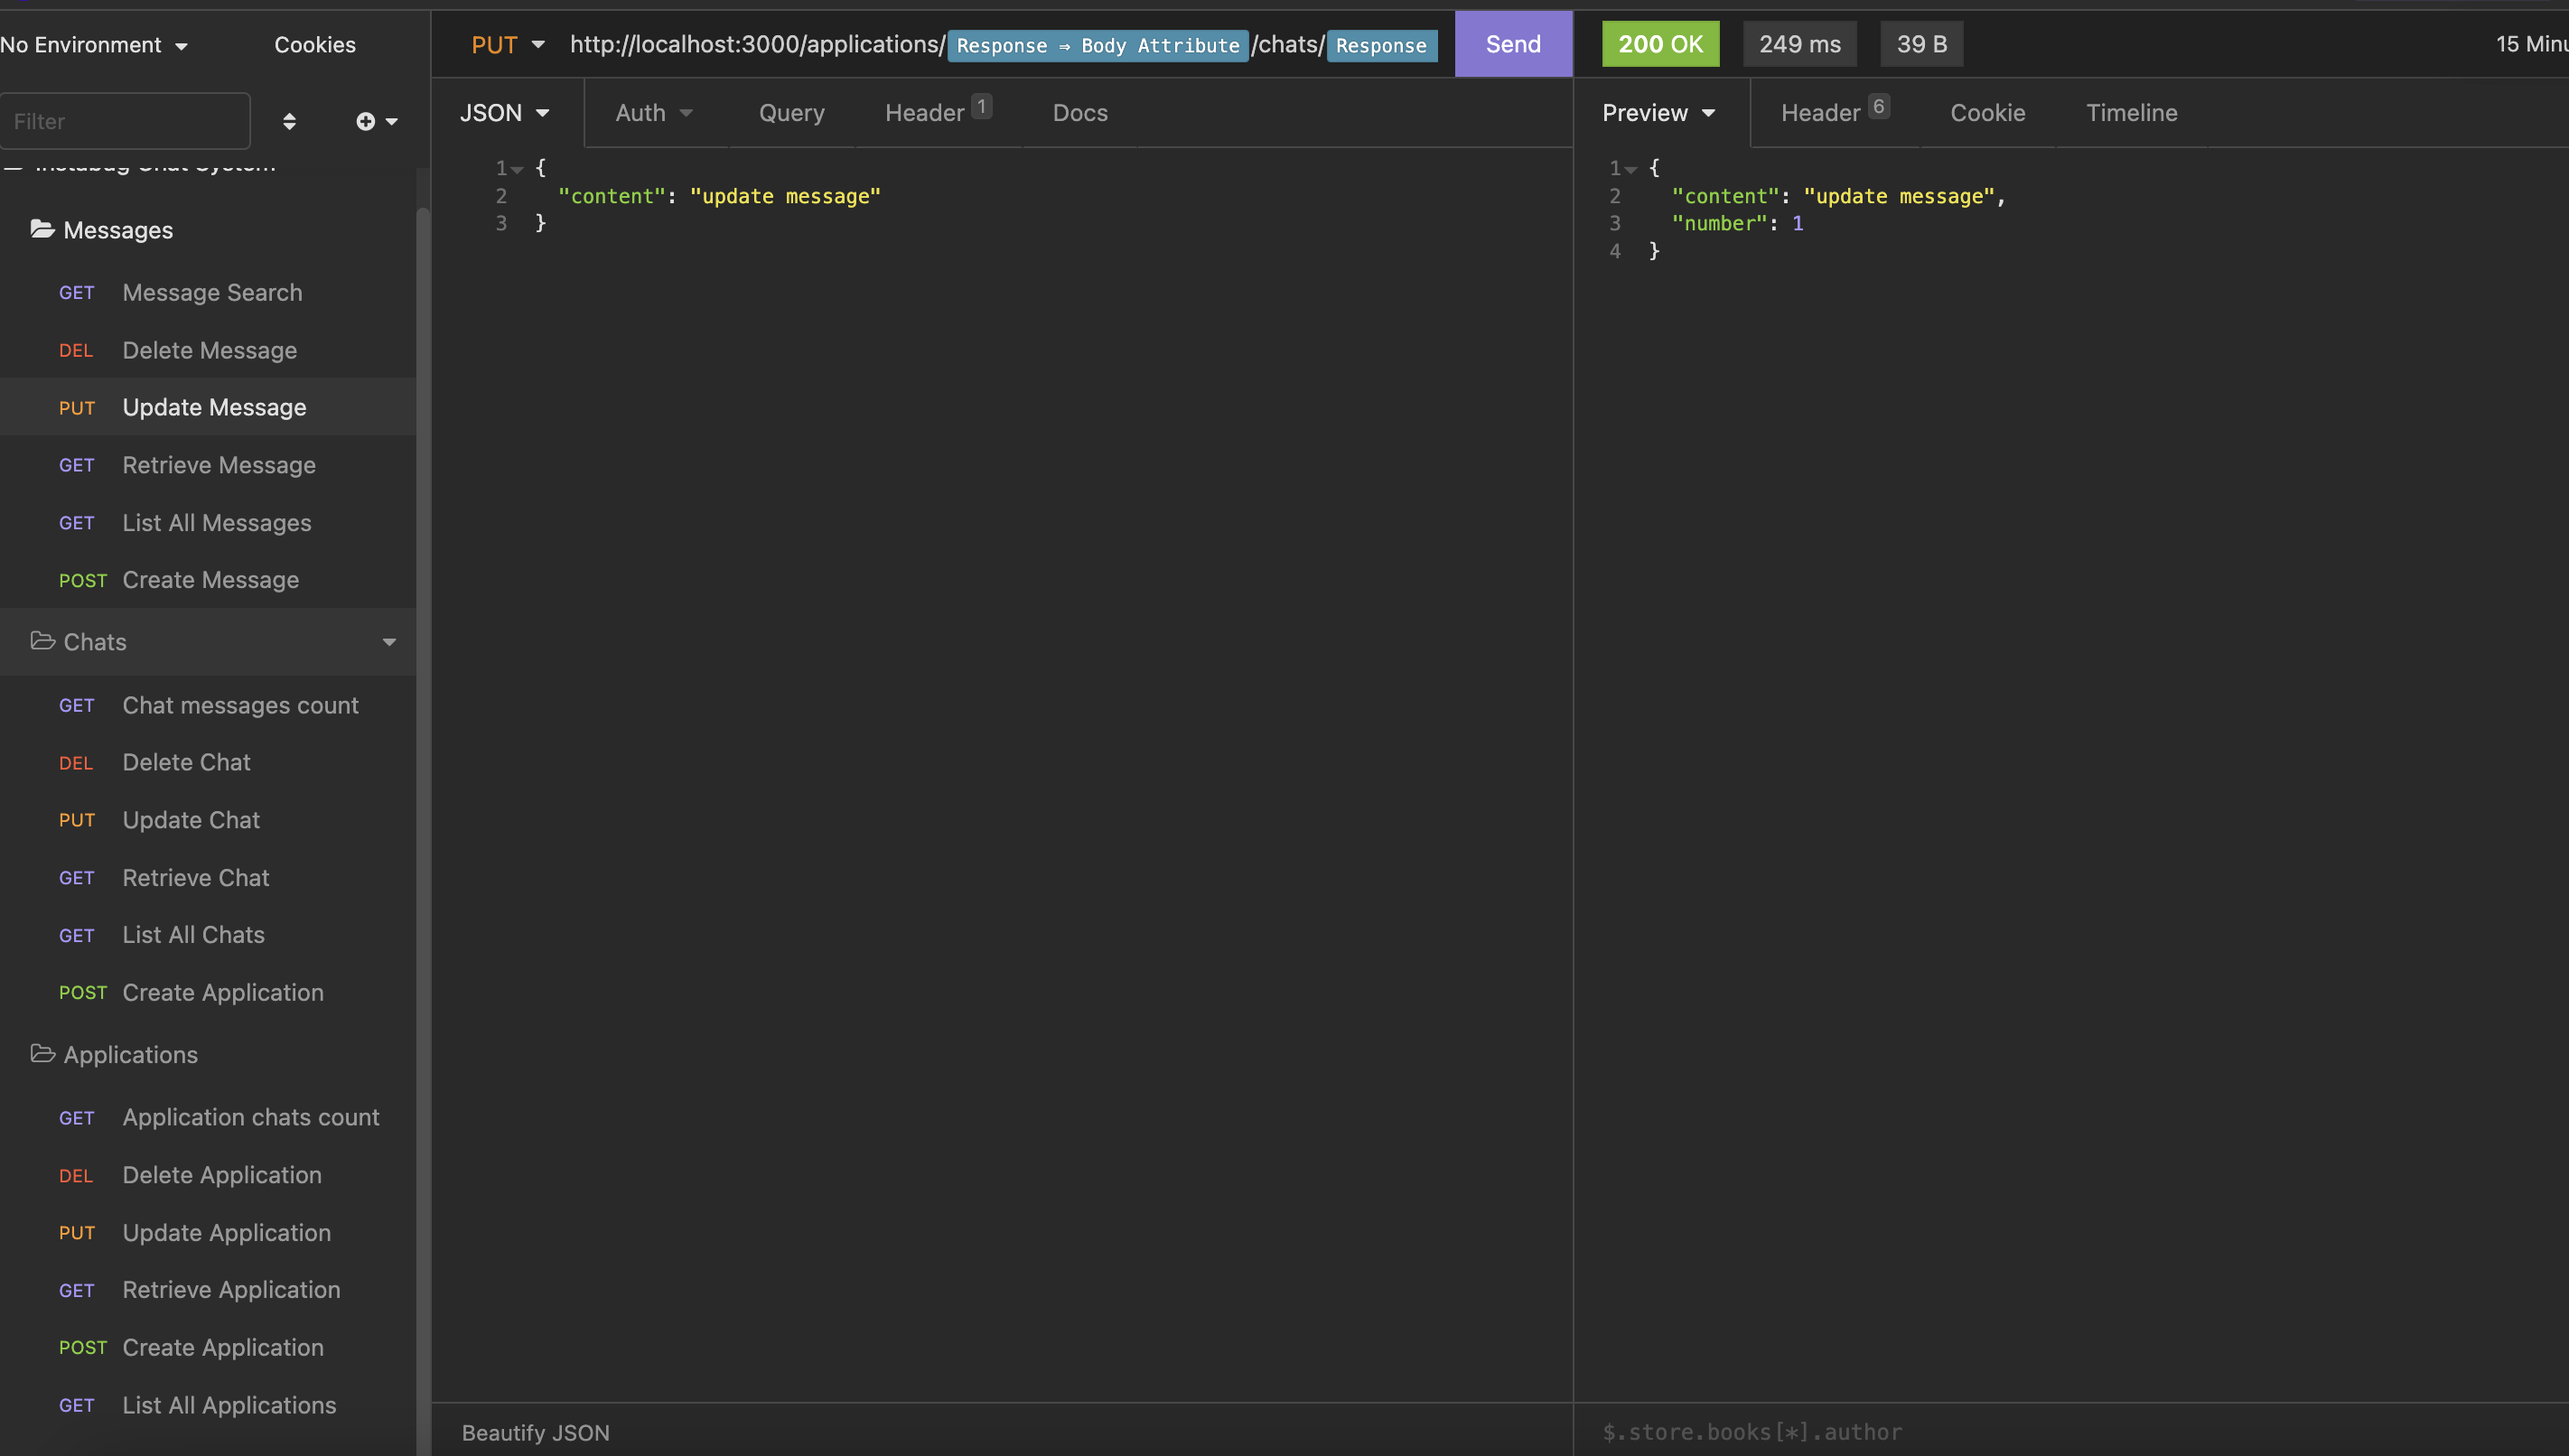 No Environment
Cookies
Filter
Instabug Chat System
Messages
GET Message Search
DEL Delete Message
PUT Update Message
GET Retrieve Message
GET List All Messages
POST Create Message
Chats
GET Chat messages count
DEL Delete Chat
PUT Update Chat
GET Retrieve Chat
GET List All Chats
POST Create Application
Applications
GET Application chats count
DEL Delete Application
PUT Update Application
GET Retrieve Application
POST Create Application
GET List All Applications
PUT http://localhost:3000/applications/Response ⇒ Body Attribute/chats/Response
Send
JSON Auth Query Header 1 Docs
1 {
2 "content": "update message"
3 }
Beautify JSON
200 OK 249 ms 39 B 15
Preview Header 6 Cookie Timeline
1 {
2 "content": "update message",
3 "number": 1
4 }
$.store.books[*].author